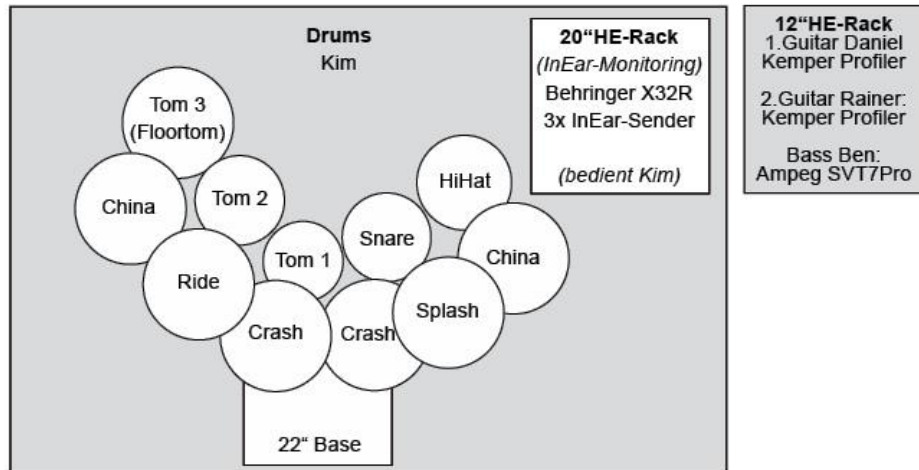 Drums
Kim
Tom 3
(Floortom)
China
Tom 2
Ride
Tom 1
Crash
Crash
Snare
HiHat
Splash
China
22“ Base
20“HE-Rack
(InEar-Monitoring)
Behringer X32R
3x InEar-Sender
(bedient Kim)
12“HE-Rack
1.Guitar Daniel
Kemper Profiler
2.Guitar Rainer:
Kemper Profiler
Bass Ben:
Ampeg SVT7Pro